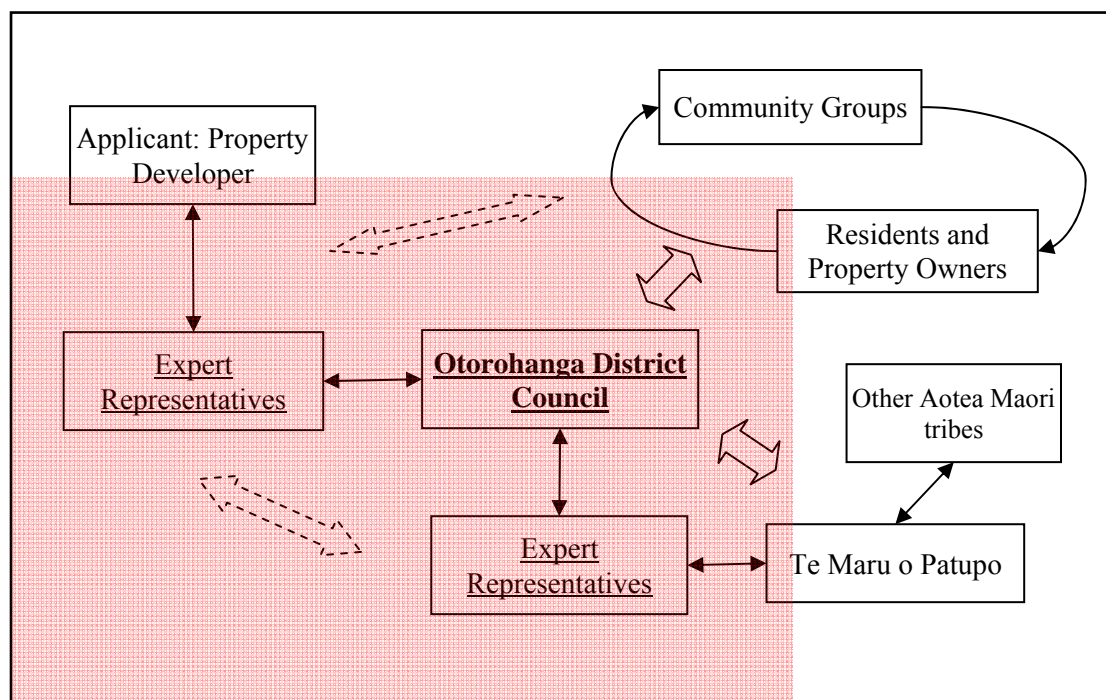 Community Groups
Applicant: Property
Developer
Residents and
Property Owners
Expert
Representatives
Otorohanga District
Council
Other Aotea Maori
tribes
Expert
Representatives
Te Maru o Patupo